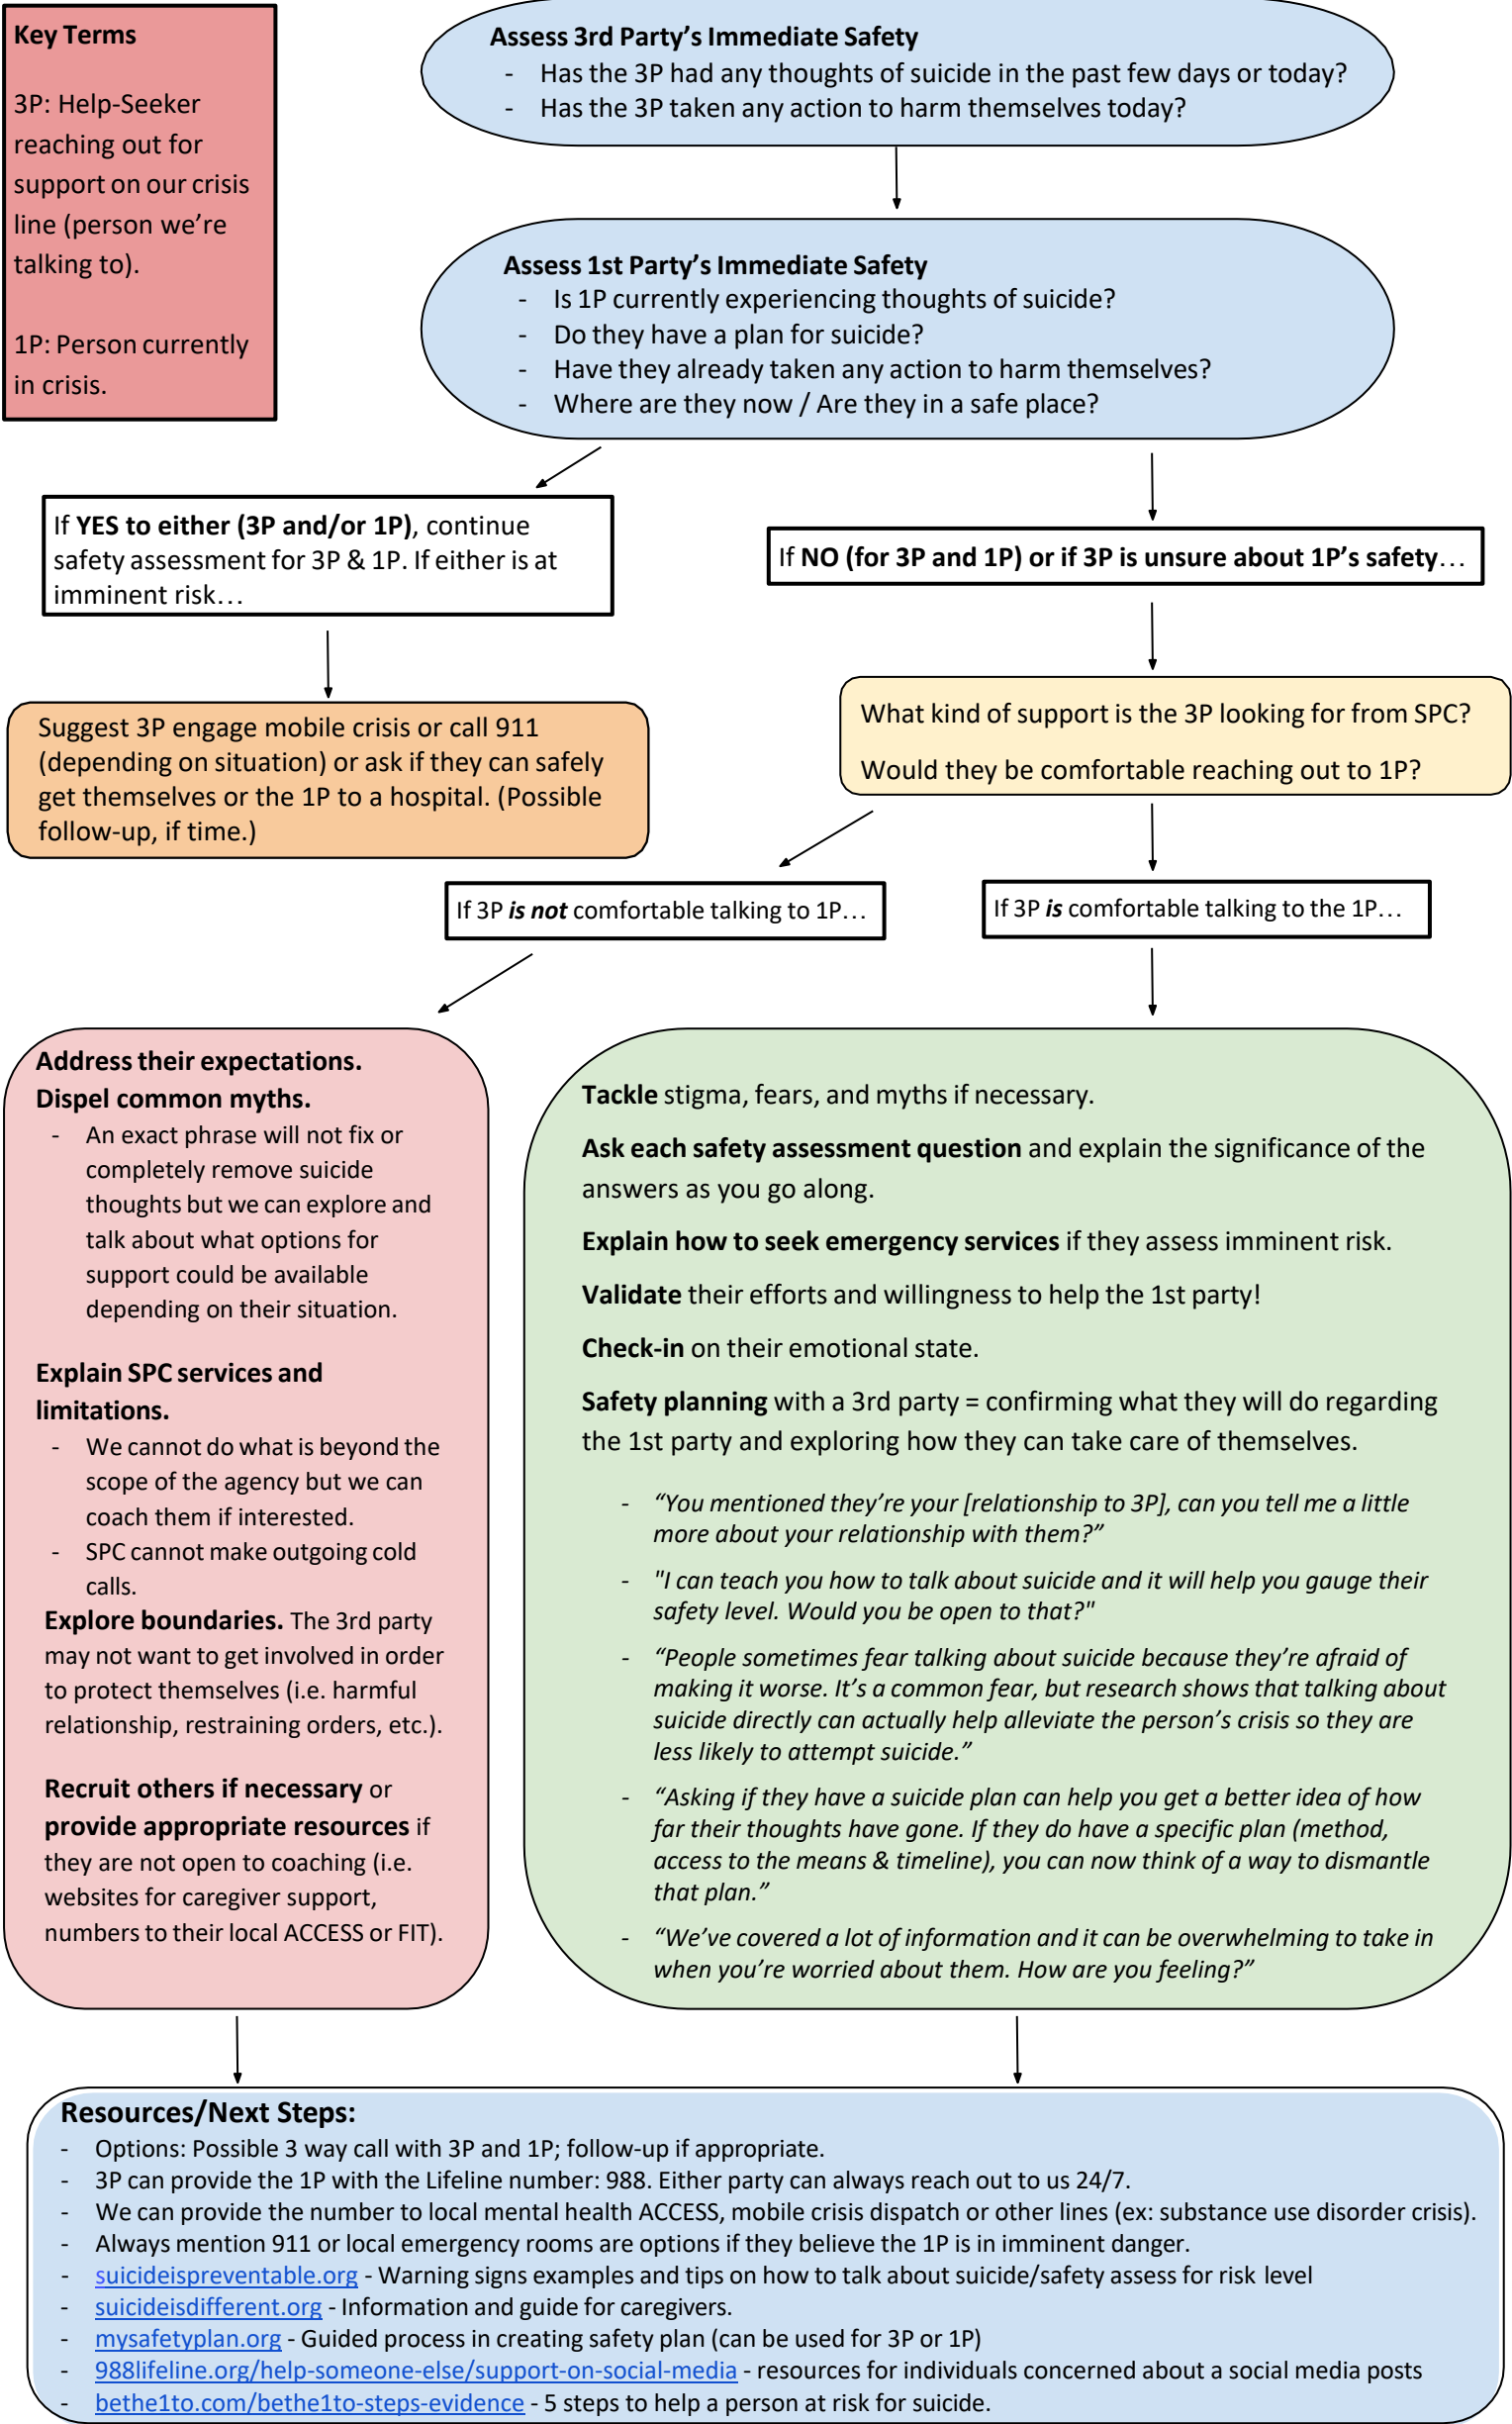 Key Terms
3P: Help-Seeker
reaching out for
support on our crisis
line (person we’re
talking to).
1P: Person currently
in crisis.
Assess 3rd Party’s Immediate Safety
- Has the 3P had any thoughts of suicide in the past few days or today?
- Has the 3P taken any action to harm themselves today?
Assess 1st Party’s Immediate Safety
- Is 1P currently experiencing thoughts of suicide?
- Do they have a plan for suicide?
- Have they already taken any action to harm themselves?
- Where are they now / Are they in a safe place?
If YES to either (3P and/or 1P), continue
safety assessment for 3P & 1P. If either is at
imminent risk…
If NO (for 3P and 1P) or if 3P is unsure about 1P’s safety…
Suggest 3P engage mobile crisis or call 911
(depending on situation) or ask if they can safely
get themselves or the 1P to a hospital. (Possible
follow-up, if time.)
What kind of support is the 3P looking for from SPC?
Would they be comfortable reaching out to 1P?
If 3P is not comfortable talking to 1P…
If 3P is comfortable talking to the 1P…
Address their expectations.
Dispel common myths.
- An exact phrase will not fix or
completely remove suicide
thoughts but we can explore and
talk about what options for
support could be available
depending on their situation.
Explain SPC services and
limitations.
- We cannot do what is beyond the
scope of the agency but we can
coach them if interested.
- SPC cannot make outgoing cold
calls.
Explore boundaries. The 3rd party
may not want to get involved in order
to protect themselves (i.e. harmful
relationship, restraining orders, etc.).
Recruit others if necessary or
provide appropriate resources if
they are not open to coaching (i.e.
websites for caregiver support,
numbers to their local ACCESS or FIT).
Tackle stigma, fears, and myths if necessary.
Ask each safety assessment question and explain the significance of the
answers as you go along.
Explain how to seek emergency services if they assess imminent risk.
Validate their efforts and willingness to help the 1st party!
Check-in on their emotional state.
Safety planning with a 3rd party = confirming what they will do regarding
the 1st party and exploring how they can take care of themselves.
- “You mentioned they’re your [relationship to 3P], can you tell me a little
more about your relationship with them?”
- "I can teach you how to talk about suicide and it will help you gauge their
safety level. Would you be open to that?"
- “People sometimes fear talking about suicide because they’re afraid of
making it worse. It’s a common fear, but research shows that talking about
suicide directly can actually help alleviate the person’s crisis so they are
less likely to attempt suicide.”
- “Asking if they have a suicide plan can help you get a better idea of how
far their thoughts have gone. If they do have a specific plan (method,
access to the means & timeline), you can now think of a way to dismantle
that plan.”
- “We’ve covered a lot of information and it can be overwhelming to take in
when you’re worried about them. How are you feeling?”
Resources/Next Steps:
- Options: Possible 3 way call with 3P and 1P; follow-up if appropriate.
- 3P can provide the 1P with the Lifeline number: 988. Either party can always reach out to us 24/7.
- We can provide the number to local mental health ACCESS, mobile crisis dispatch or other lines (ex: substance use disorder crisis).
- Always mention 911 or local emergency rooms are options if they believe the 1P is in imminent danger.
- suicideispreventable.org - Warning signs examples and tips on how to talk about suicide/safety assess for risk level
- suicideisdifferent.org - Information and guide for caregivers.
- mysafetyplan.org - Guided process in creating safety plan (can be used for 3P or 1P)
- 988lifeline.org/help-someone-else/support-on-social-media - resources for individuals concerned about a social media posts
- bethe1to.com/bethe1to-steps-evidence - 5 steps to help a person at risk for suicide.